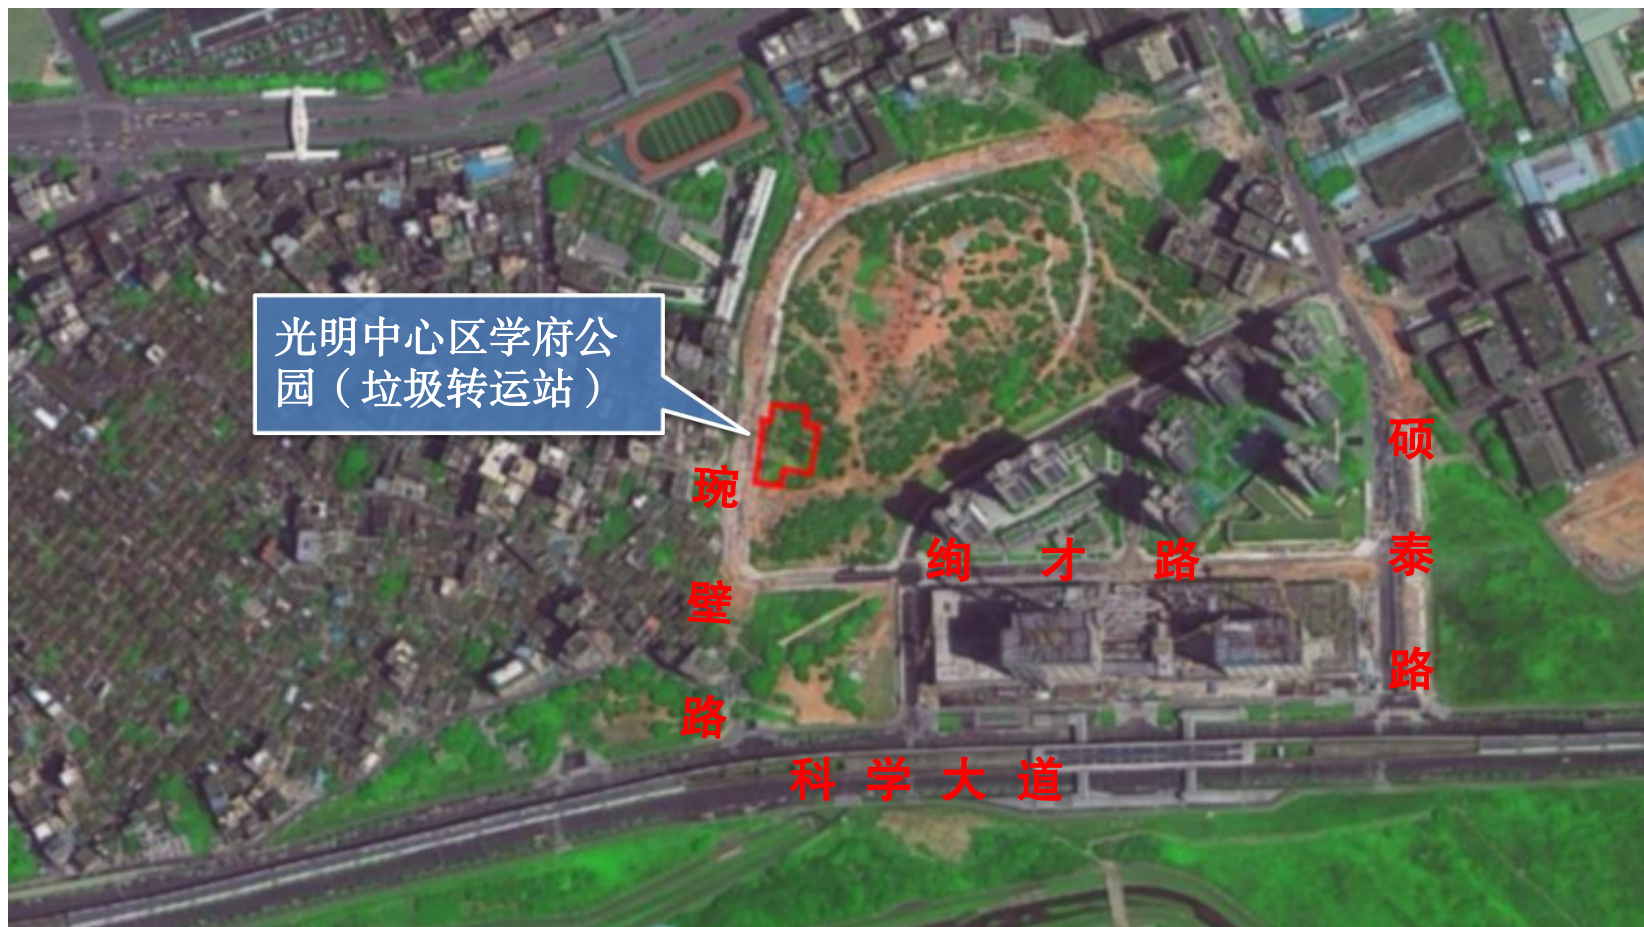 光明中心区学府公
园（垃圾转运站）
琬壁路
绚才路
硕泰路
科学大道